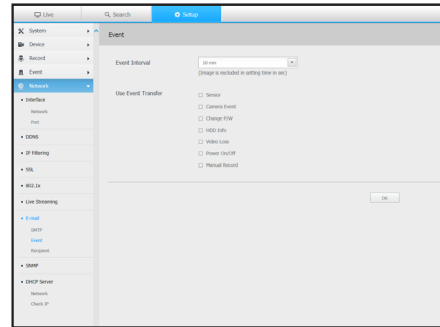 Live
Search
Setup
System
Device
Record
Event
Network
Interface
Network
Port
DDNS
IP Filtering
SSL
802.1x
Live Streaming
E-mail
SMTP
Event
Recipient
SNMP
DHCP Server
Network
Check IP
Event
Event Interval
10 min
(Image is excluded in setting time in sec)
Use Event Transfer
Sensor
Camera Event
Change P/W
HDD Info
Video Loss
Power On/Off
Manual Record
OK